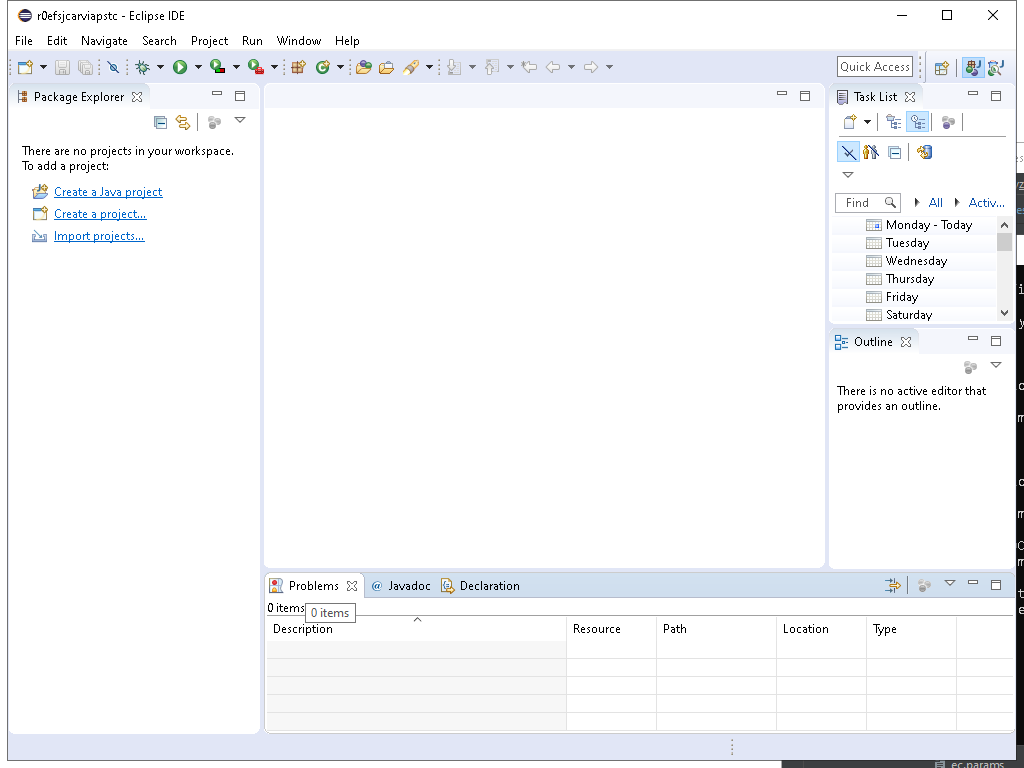 r0efsjcarviapstc - Eclipse IDE
File Edit Navigate Search Project Run Window Help
Quick Access
Package Explorer
There are no projects in your workspace.
To add a project:
Create a Java project
Create a project...
Import projects...
Task List
Find All Activ...
Monday - Today
Tuesday
Wednesday
Thursday
Friday
Saturday
Outline
There is no active editor that
provides an outline.
Problems @ Javadoc Declaration
0 items
0 items
Description Resource Path Location Type
ec.params